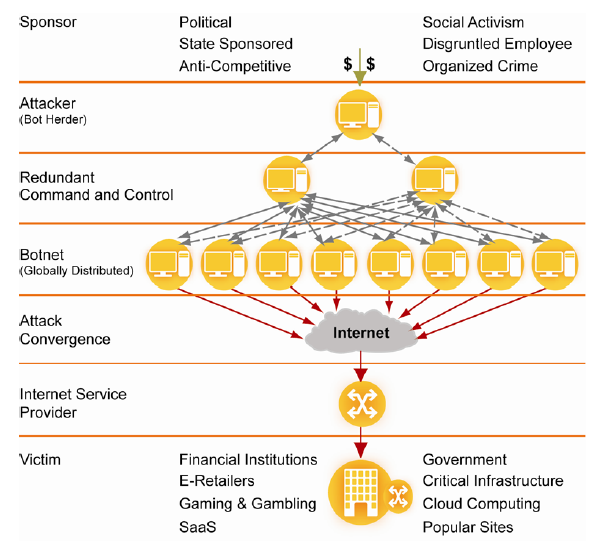 Sponsor
Political
State Sponsored
Anti-Competitive
$ $
Social Activism
Disgruntled Employee
Organized Crime
Attacker
(Bot Herder)
Redundant
Command and Control
Botnet
(Globally Distributed)
Attack
Convergence
Internet
Internet Service
Provider
Victim
Financial Institutions
E-Retailers
Gaming & Gambling
SaaS
Government
Critical Infrastructure
Cloud Computing
Popular Sites